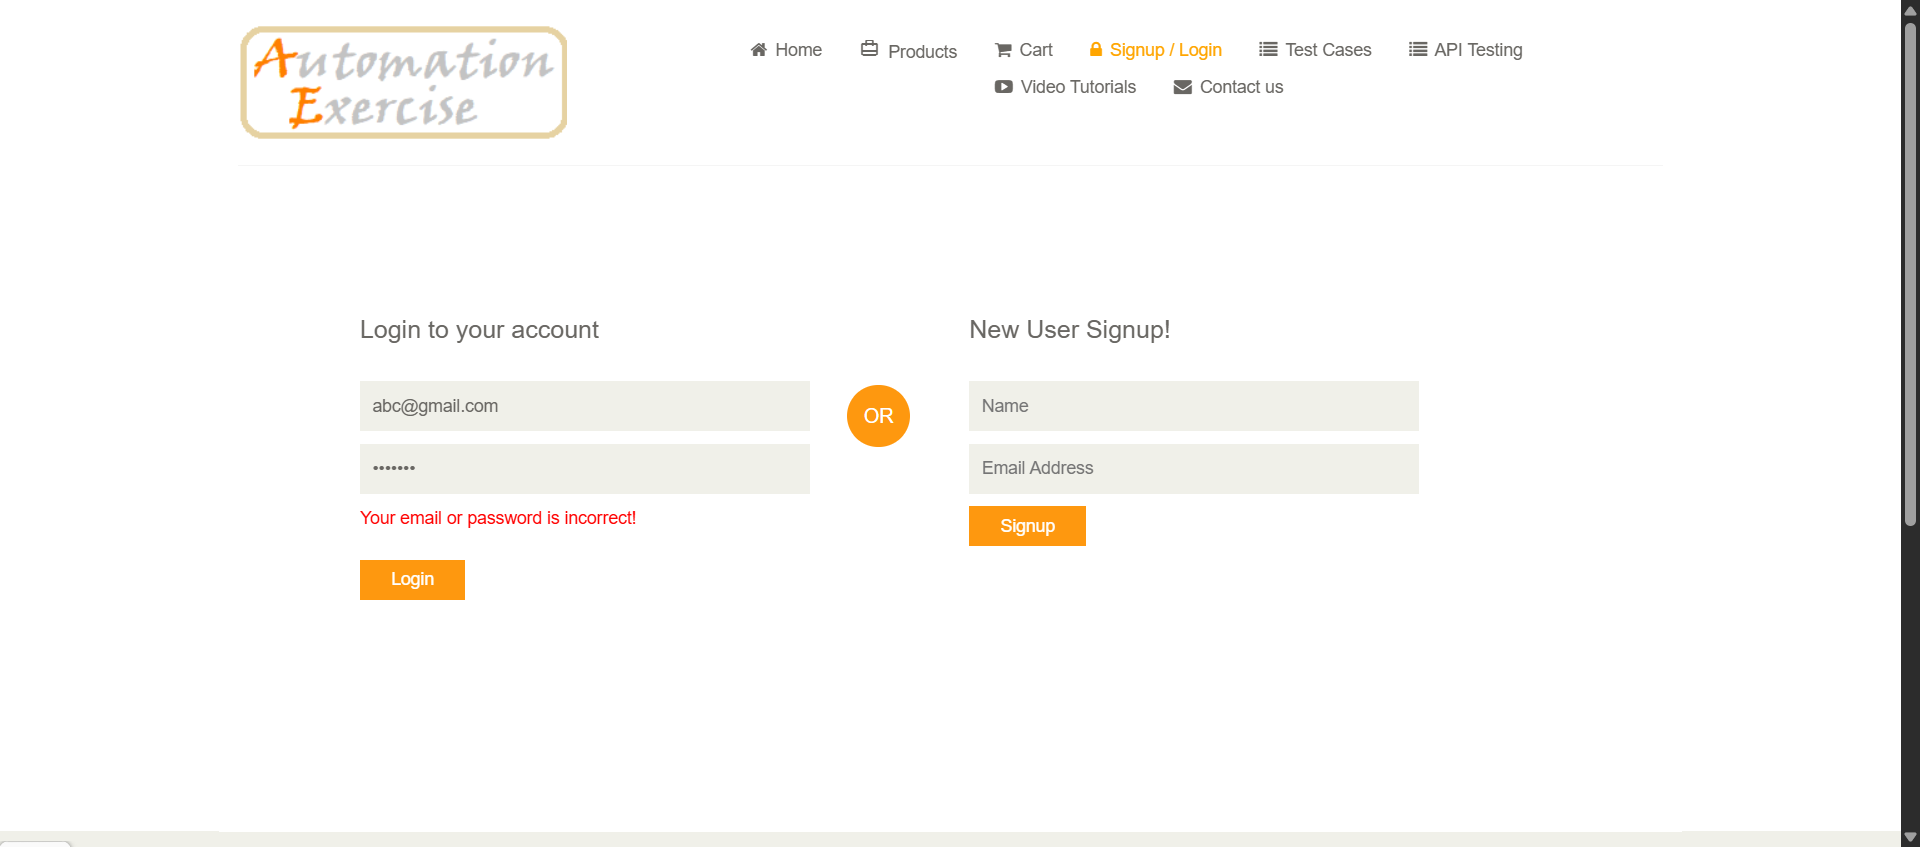 Automation
Exercise
Home Products Cart Signup / Login Test Cases API Testing
Video Tutorials Contact us
Login to your account
abc@gmail.com
•••••••
Your email or password is incorrect!
Login
OR
New User Signup!
Name
Email Address
Signup